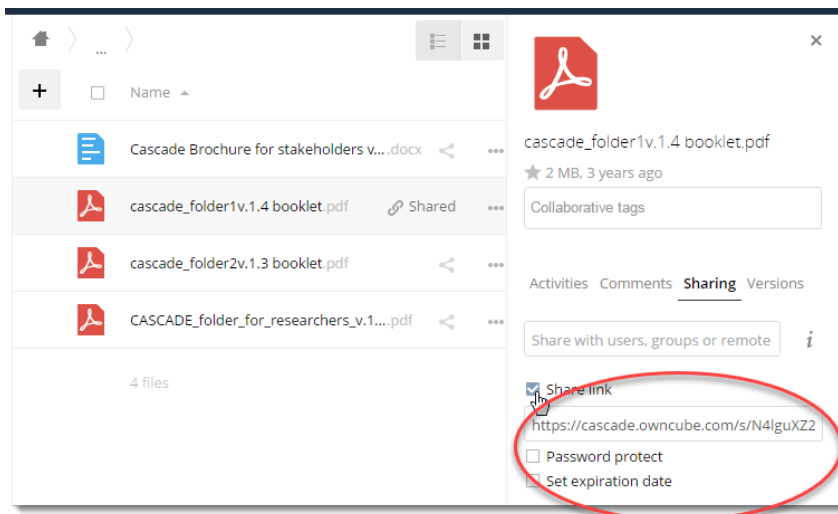 ...
Name
Cascade Brochure for stakeholders v... .docx
cascade_folder1v.1.4 booklet.pdf Shared
cascade_folder2v.1.3 booklet.pdf
CASCADE_folder_for_researchers_v.1... .pdf
4 files
cascade_folder1v.1.4 booklet.pdf
2 MB, 3 years ago
Collaborative tags
Activities Comments Sharing Versions
Share with users, groups or remote i
Share link
https://cascade.owncube.com/s/N4lguXZ2
Password protect
Set expiration date